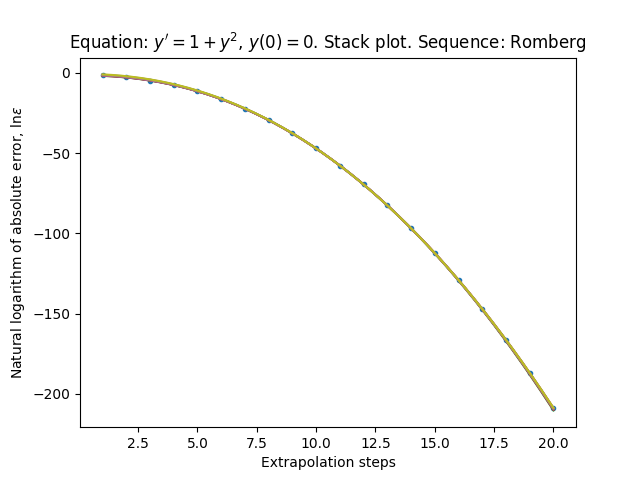 Equation: y′ = 1 + y², y(0) = 0. Stack plot. Sequence: Romberg
Natural logarithm of absolute error, lnε
0
−50
−100
−150
−200
2.5 5.0 7.5 10.0 12.5 15.0 17.5 20.0
Extrapolation steps